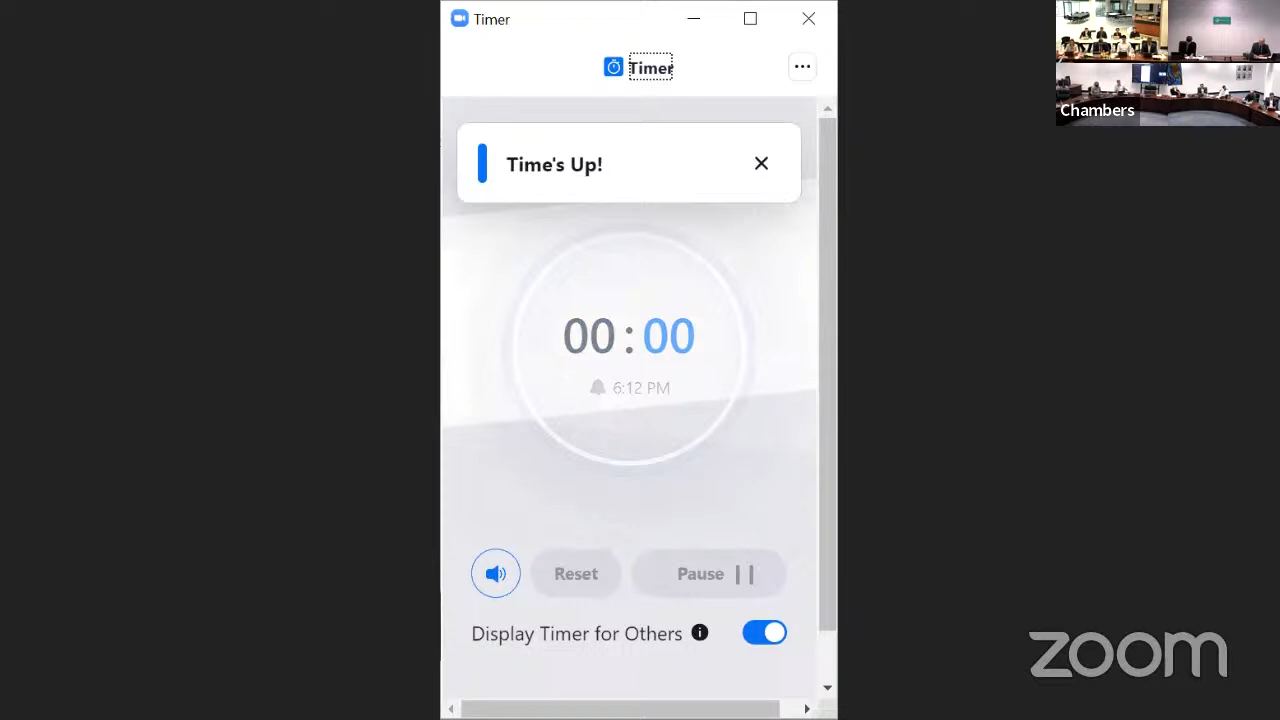 Timer
Timer
Time's Up!
00:00
6:12 PM
Reset
Pause
Display Timer for Others
Chambers
zoom